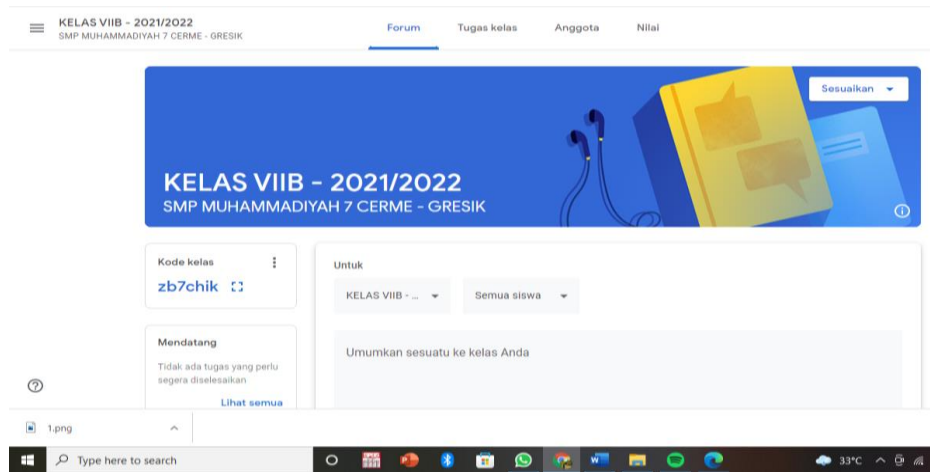 KELAS VIIB - 2021/2022
SMP MUHAMMADIYAH 7 CERME - GRESIK
Forum Tugas kelas Anggota Nilai
Sesuaikan
KELAS VIIB - 2021/2022
SMP MUHAMMADIYAH 7 CERME - GRESIK
Kode kelas
zb7chik
Mendatang
Tidak ada tugas yang perlu
segera diselesaikan
Lihat semua
Untuk
KELAS VIIB - ... Semua siswa
Umumkan sesuatu ke kelas Anda
1.png
Type here to search
33°C